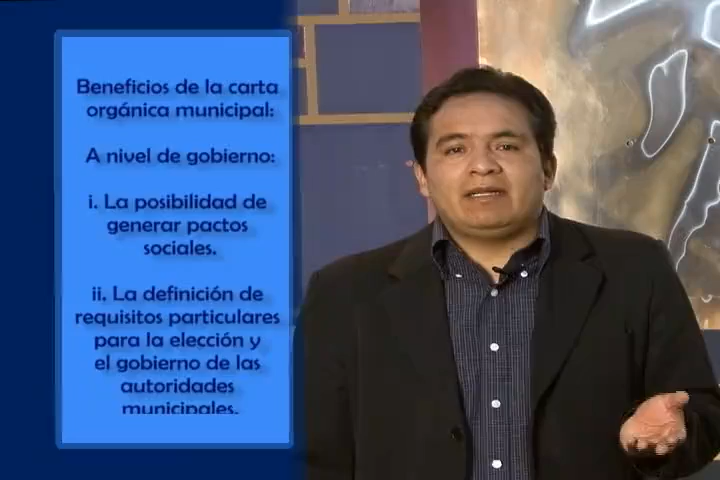 Beneficios de la carta
orgánica municipal:
A nivel de gobierno:
i. La posibilidad de
generar pactos
sociales.
ii. La definición de
requisitos particulares
para la elección y
el gobierno de las
autoridades
municipales.